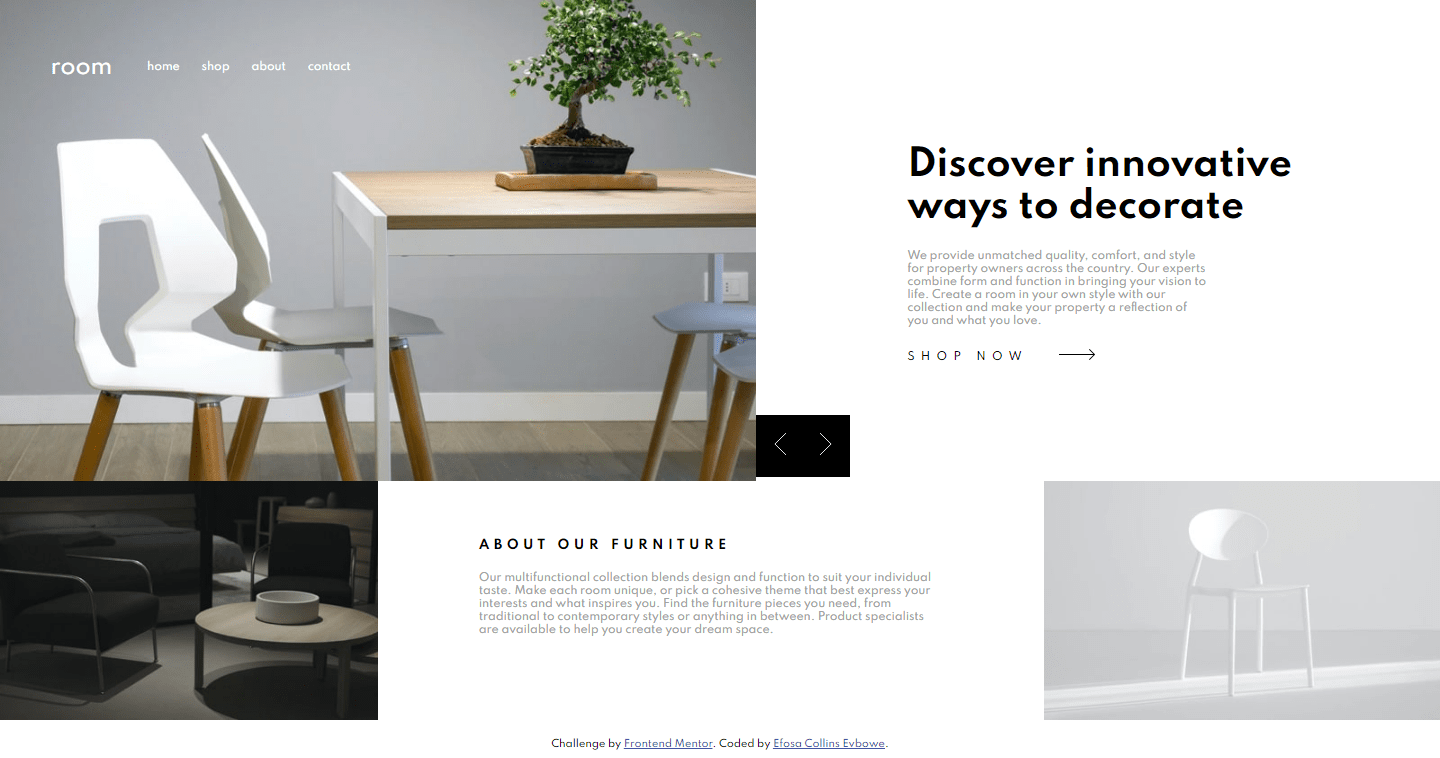 room home shop about contact
Discover innovative
ways to decorate
We provide unmatched quality, comfort, and style
for property owners across the country. Our experts
combine form and function in bringing your vision to
life. Create a room in your own style with our
collection and make your property a reflection of
you and what you love.
SHOP NOW
ABOUT OUR FURNITURE
Our multifunctional collection blends design and function to suit your individual
taste. Make each room unique, or pick a cohesive theme that best express your
interests and what inspires you. Find the furniture pieces you need, from
traditional to contemporary styles or anything in between. Product specialists
are available to help you create your dream space.
Challenge by Frontend Mentor. Coded by Efosa Collins Evbowe.